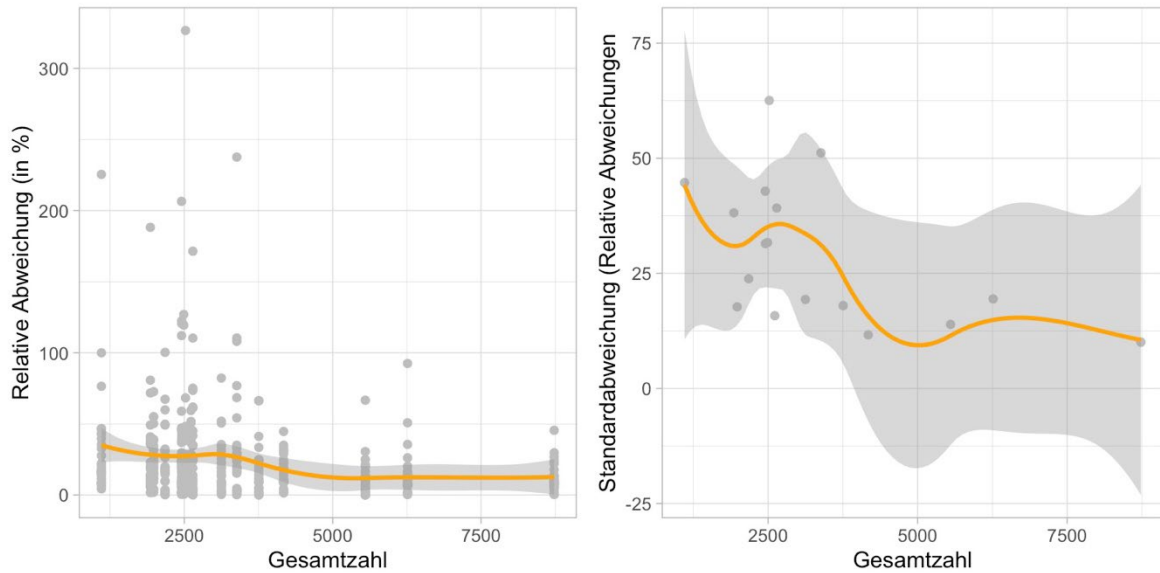 Relative Abweichung (in %)
300
200
100
0
2500 5000 7500
Gesamtzahl
Standardabweichung (Relative Abweichungen
75
50
25
0
-25
2500 5000 7500
Gesamtzahl